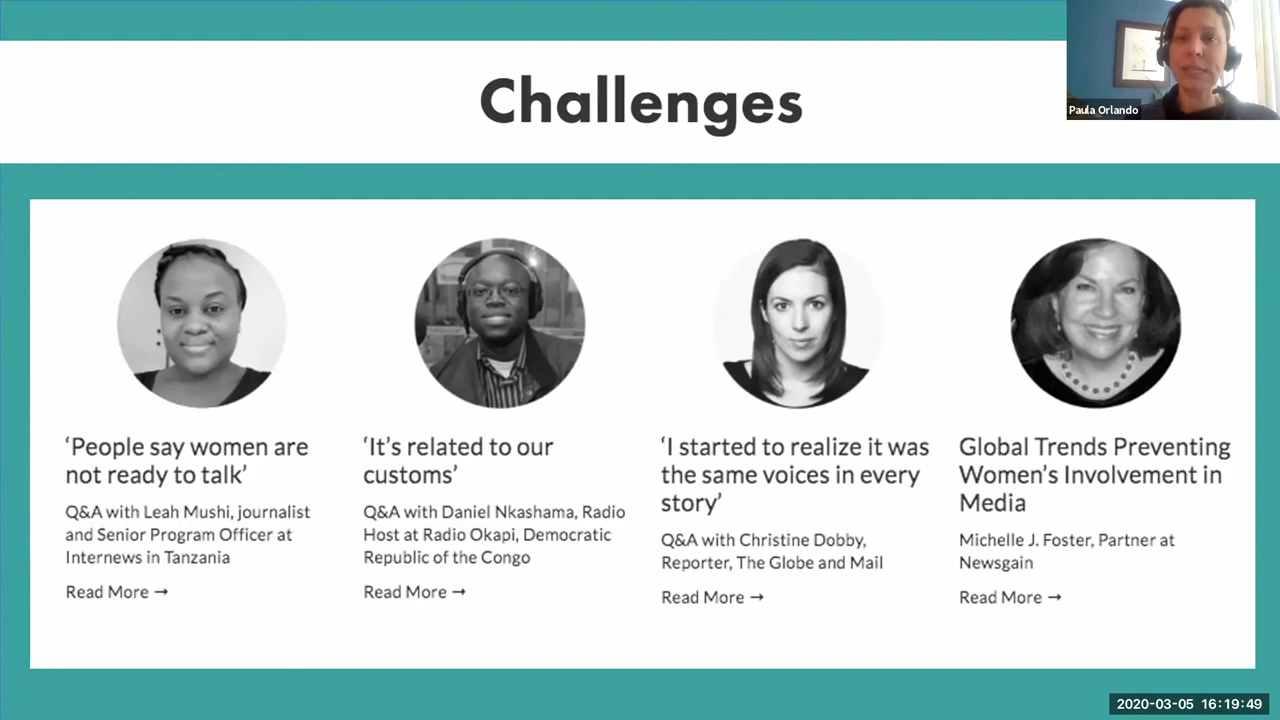 Challenges
Paula Orlando
‘People say women are
not ready to talk’
Q&A with Leah Mushi, journalist
and Senior Program Officer at
Internews in Tanzania
Read More →
‘It’s related to our
customs’
Q&A with Daniel Nkashama, Radio
Host at Radio Okapi, Democratic
Republic of the Congo
Read More →
‘I started to realize it was
the same voices in every
story’
Q&A with Christine Dobby,
Reporter, The Globe and Mail
Read More →
Global Trends Preventing
Women’s Involvement in
Media
Michelle J. Foster, Partner at
Newsgain
Read More →
2020-03-05 16:19:49